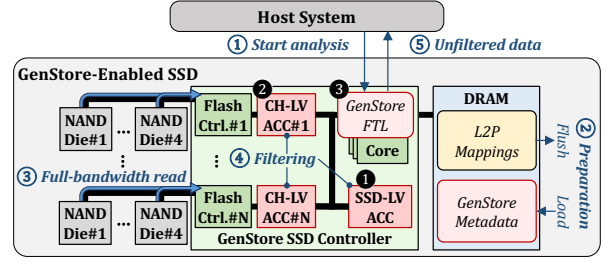 Host System
① Start analysis
⑤ Unfiltered data
GenStore-Enabled SSD
NAND
Die#1
...
NAND
Die#4
Flash
Ctrl.#1
❷
CH-LV
ACC#1
❸
GenStore
FTL
Core
DRAM
L2P
Mappings
Flush
② Preparation
③ Full-bandwidth read
④ Filtering
NAND
Die#1
...
NAND
Die#4
Flash
Ctrl.#N
CH-LV
ACC#N
❶
SSD-LV
ACC
GenStore
Metadata
Load
GenStore SSD Controller